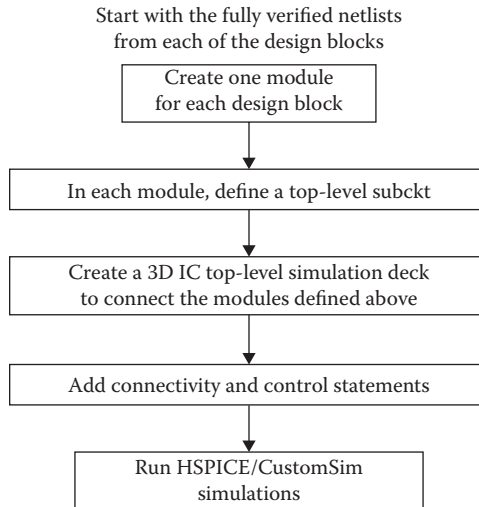 Start with the fully verified netlists
from each of the design blocks
Create one module
for each design block
In each module, define a top-level subckt
Create a 3D IC top-level simulation deck
to connect the modules defined above
Add connectivity and control statements
Run HSPICE/CustomSim
simulations